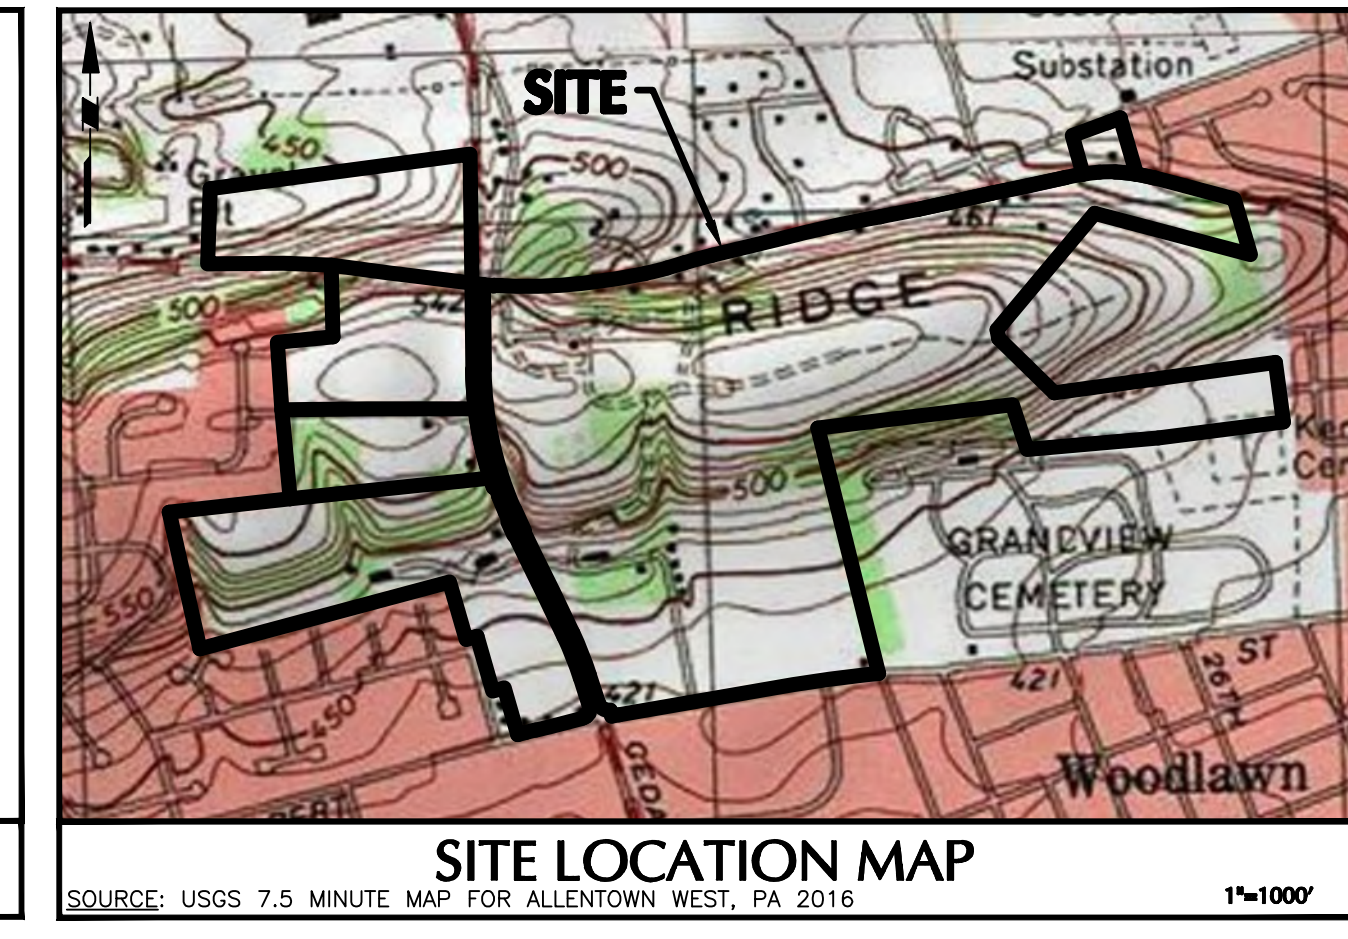 Substation
SITE
500
450
Pit
461
RIDGE
542
500
500
GRANDVIEW
CEMETERY
550
ST
26TH
421
421
450
Woodlawn
SITE LOCATION MAP
SOURCE: USGS 7.5 MINUTE MAP FOR ALLENTOWN WEST, PA 2016
1"=1000'